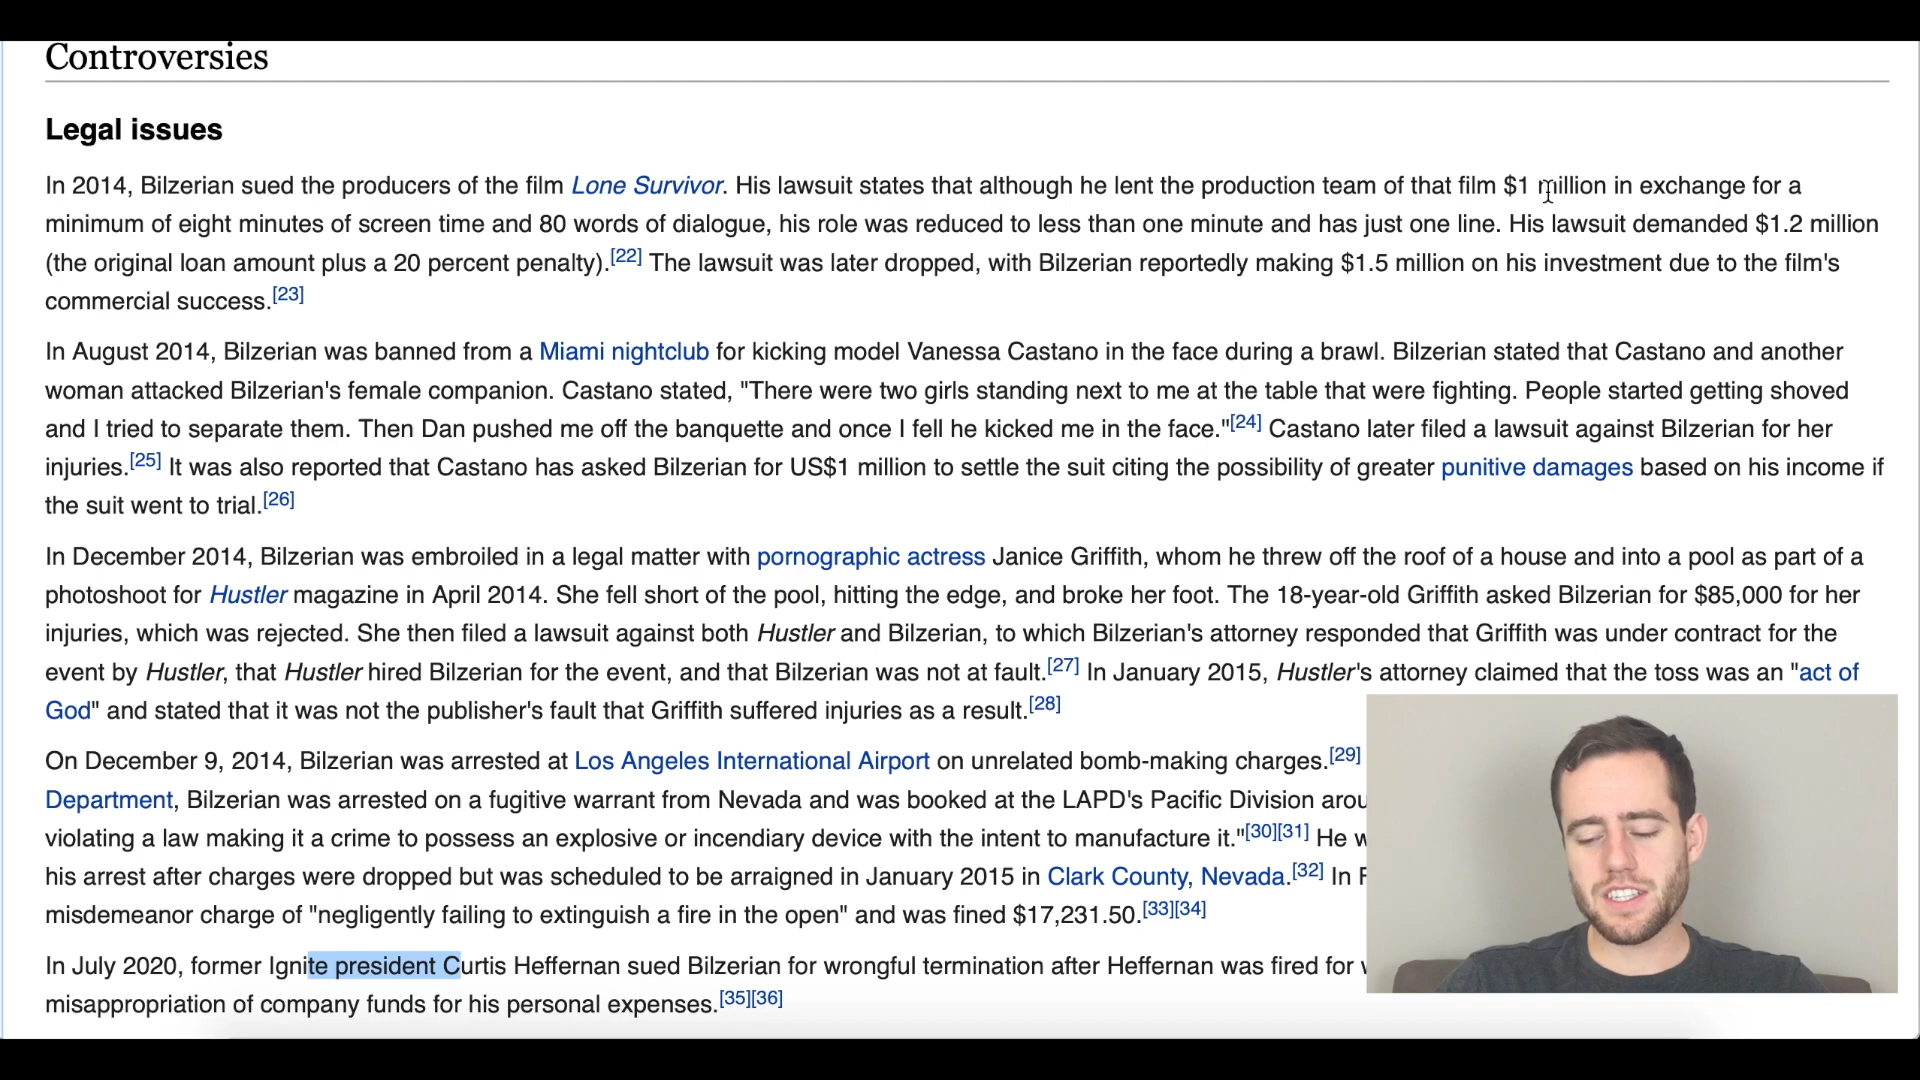 Controversies
Legal issues
In 2014, Bilzerian sued the producers of the film Lone Survivor. His lawsuit states that although he lent the production team of that film $1 million in exchange for a
minimum of eight minutes of screen time and 80 words of dialogue, his role was reduced to less than one minute and has just one line. His lawsuit demanded $1.2 million
(the original loan amount plus a 20 percent penalty).[22] The lawsuit was later dropped, with Bilzerian reportedly making $1.5 million on his investment due to the film's
commercial success.[23]
In August 2014, Bilzerian was banned from a Miami nightclub for kicking model Vanessa Castano in the face during a brawl. Bilzerian stated that Castano and another
woman attacked Bilzerian's female companion. Castano stated, "There were two girls standing next to me at the table that were fighting. People started getting shoved
and I tried to separate them. Then Dan pushed me off the banquette and once I fell he kicked me in the face."[24] Castano later filed a lawsuit against Bilzerian for her
injuries.[25] It was also reported that Castano has asked Bilzerian for US$1 million to settle the suit citing the possibility of greater punitive damages based on his income if
the suit went to trial.[26]
In December 2014, Bilzerian was embroiled in a legal matter with pornographic actress Janice Griffith, whom he threw off the roof of a house and into a pool as part of a
photoshoot for Hustler magazine in April 2014. She fell short of the pool, hitting the edge, and broke her foot. The 18-year-old Griffith asked Bilzerian for $85,000 for her
injuries, which was rejected. She then filed a lawsuit against both Hustler and Bilzerian, to which Bilzerian's attorney responded that Griffith was under contract for the
event by Hustler, that Hustler hired Bilzerian for the event, and that Bilzerian was not at fault.[27] In January 2015, Hustler's attorney claimed that the toss was an "act of
God" and stated that it was not the publisher's fault that Griffith suffered injuries as a result.[28]
On December 9, 2014, Bilzerian was arrested at Los Angeles International Airport on unrelated bomb-making charges.[29]
Department, Bilzerian was arrested on a fugitive warrant from Nevada and was booked at the LAPD's Pacific Division
violating a law making it a crime to possess an explosive or incendiary device with the intent to manufacture it."[30][31] He
his arrest after charges were dropped but was scheduled to be arraigned in January 2015 in Clark County, Nevada.[32] In
misdemeanor charge of "negligently failing to extinguish a fire in the open" and was fined $17,231.50.[33][34]
In July 2020, former Ignite president Curtis Heffernan sued Bilzerian for wrongful termination after Heffernan was fired for
misappropriation of company funds for his personal expenses.[35][36]